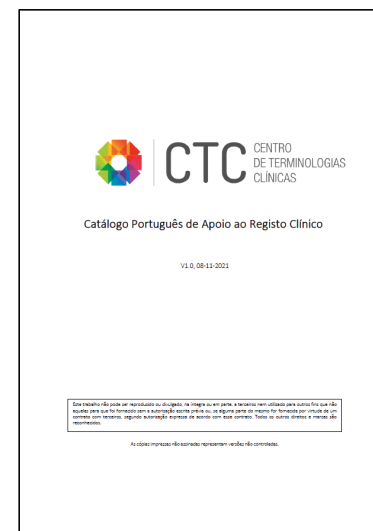 CTC
CENTRO
DE TERMINOLOGIAS
CLÍNICAS
Catálogo Português de Apoio ao Registo Clínico
V1.0, 08-11-2021
Este trabalho não pode ser reproduzido ou divulgado, na íntegra ou em parte, a terceiros nem utilizado para outros fins que não
aqueles para que foi fornecido sem a autorização escrita prévia ou, se alguma parte do mesmo for fornecida por virtude de um
contrato com terceiros, segundo autorização expressa de acordo com esse contrato. Todos os outros direitos e marcas são
reconhecidos.
As cópias impressas não assinadas representam versões não controladas.